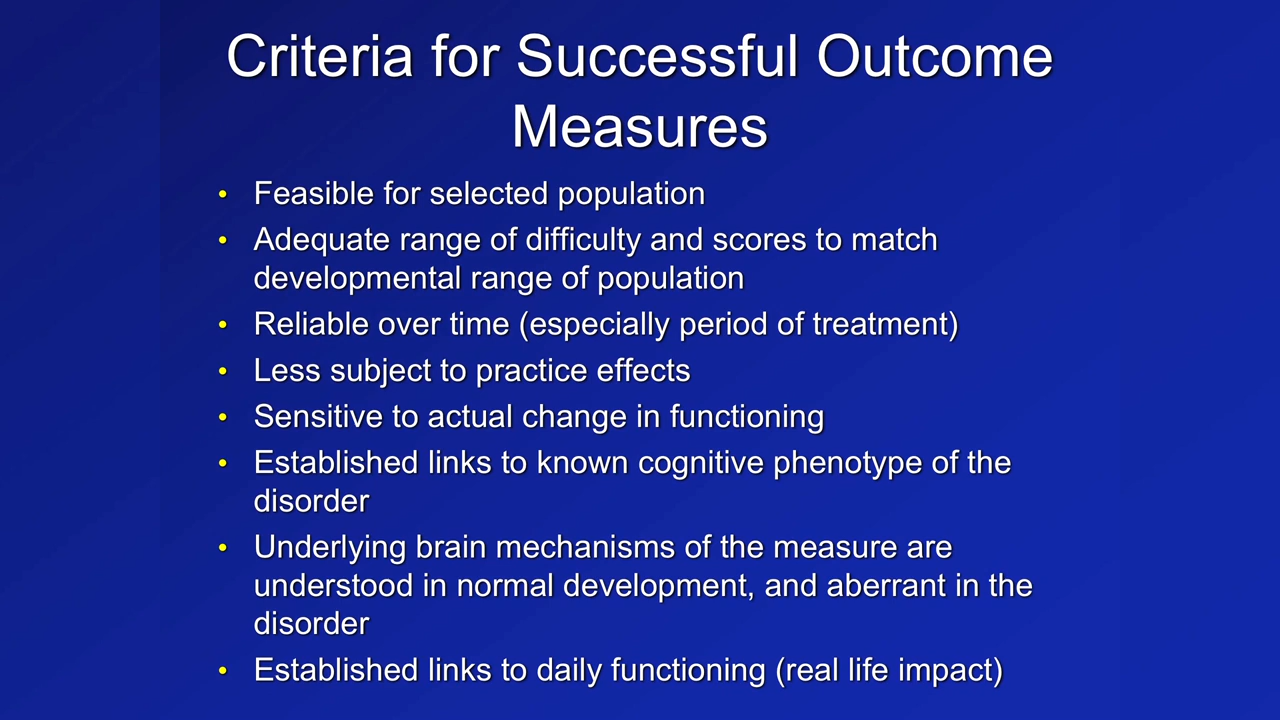 Criteria for Successful Outcome
Measures
• Feasible for selected population
• Adequate range of difficulty and scores to match
developmental range of population
• Reliable over time (especially period of treatment)
• Less subject to practice effects
• Sensitive to actual change in functioning
• Established links to known cognitive phenotype of the
disorder
• Underlying brain mechanisms of the measure are
understood in normal development, and aberrant in the
disorder
• Established links to daily functioning (real life impact)